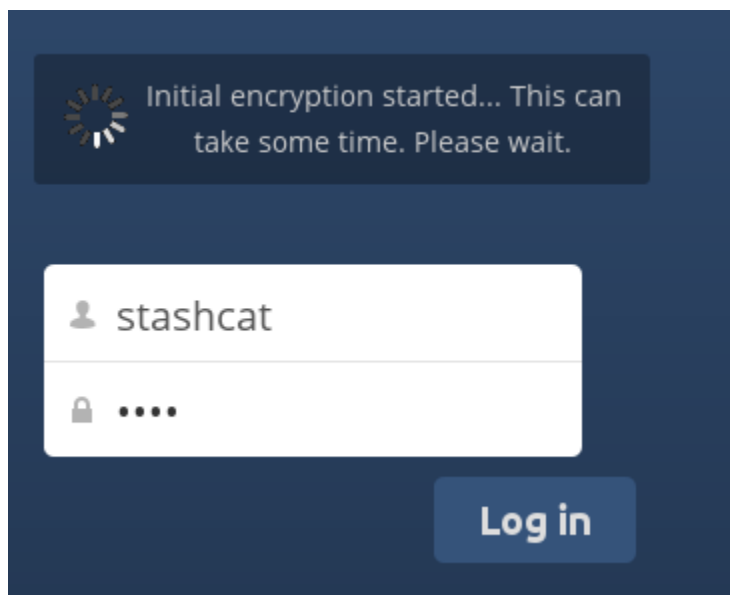 Initial encryption started... This can
take some time. Please wait.
stashcat
••••
Log in